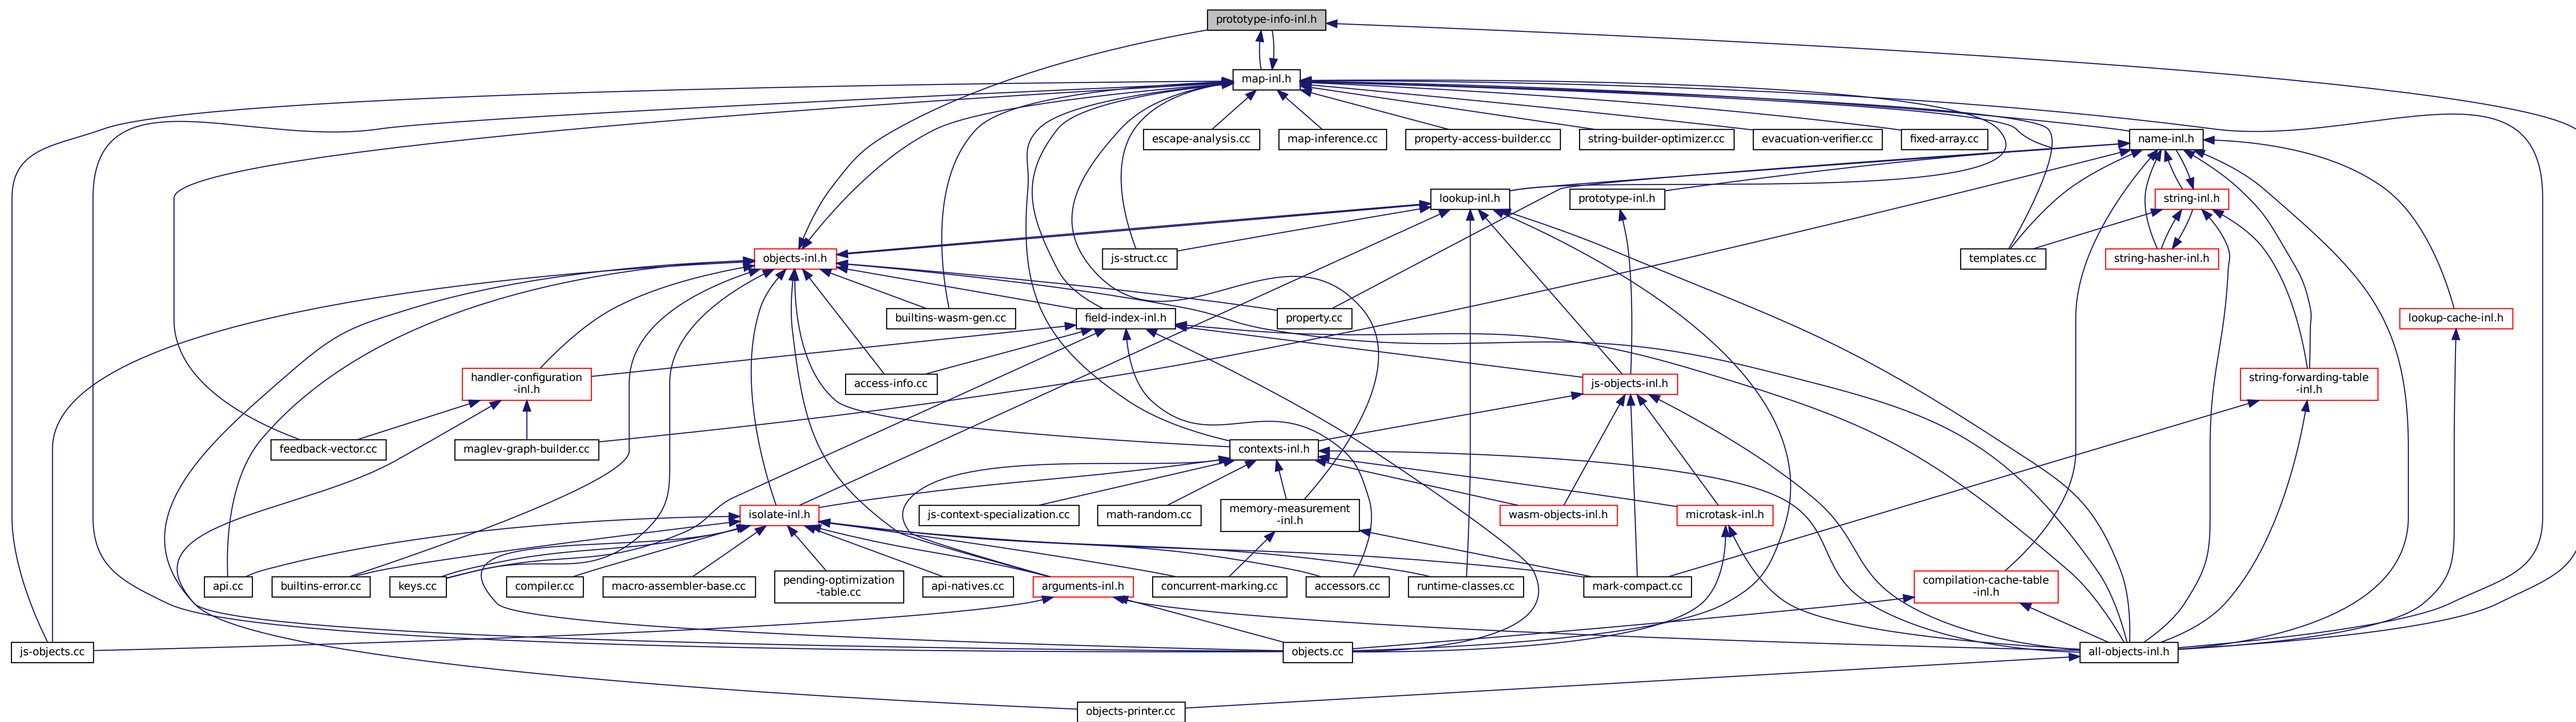 prototype-info-inl.h
map-inl.h
escape-analysis.cc
map-inference.cc
property-access-builder.cc
string-builder-optimizer.cc
evacuation-verifier.cc
fixed-array.cc
name-inl.h
lookup-inl.h
prototype-inl.h
string-inl.h
objects-inl.h
js-struct.cc
templates.cc
string-hasher-inl.h
builtins-wasm-gen.cc
field-index-inl.h
property.cc
lookup-cache-inl.h
handler-configuration
-inl.h
access-info.cc
js-objects-inl.h
string-forwarding-table
-inl.h
feedback-vector.cc
maglev-graph-builder.cc
contexts-inl.h
isolate-inl.h
js-context-specialization.cc
math-random.cc
memory-measurement
-inl.h
wasm-objects-inl.h
microtask-inl.h
api.cc
builtins-error.cc
keys.cc
compiler.cc
macro-assembler-base.cc
pending-optimization
-table.cc
api-natives.cc
arguments-inl.h
concurrent-marking.cc
accessors.cc
runtime-classes.cc
mark-compact.cc
compilation-cache-table
-inl.h
js-objects.cc
objects.cc
all-objects-inl.h
objects-printer.cc